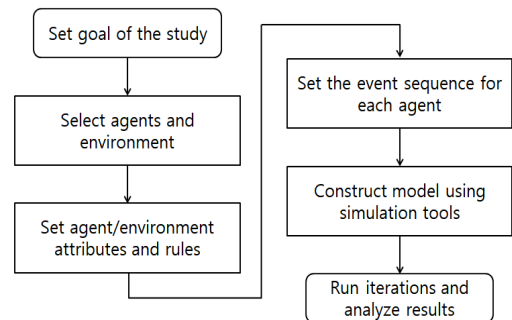 Set goal of the study
Select agents and
environment
Set agent/environment
attributes and rules
Set the event sequence for
each agent
Construct model using
simulation tools
Run iterations and
analyze results